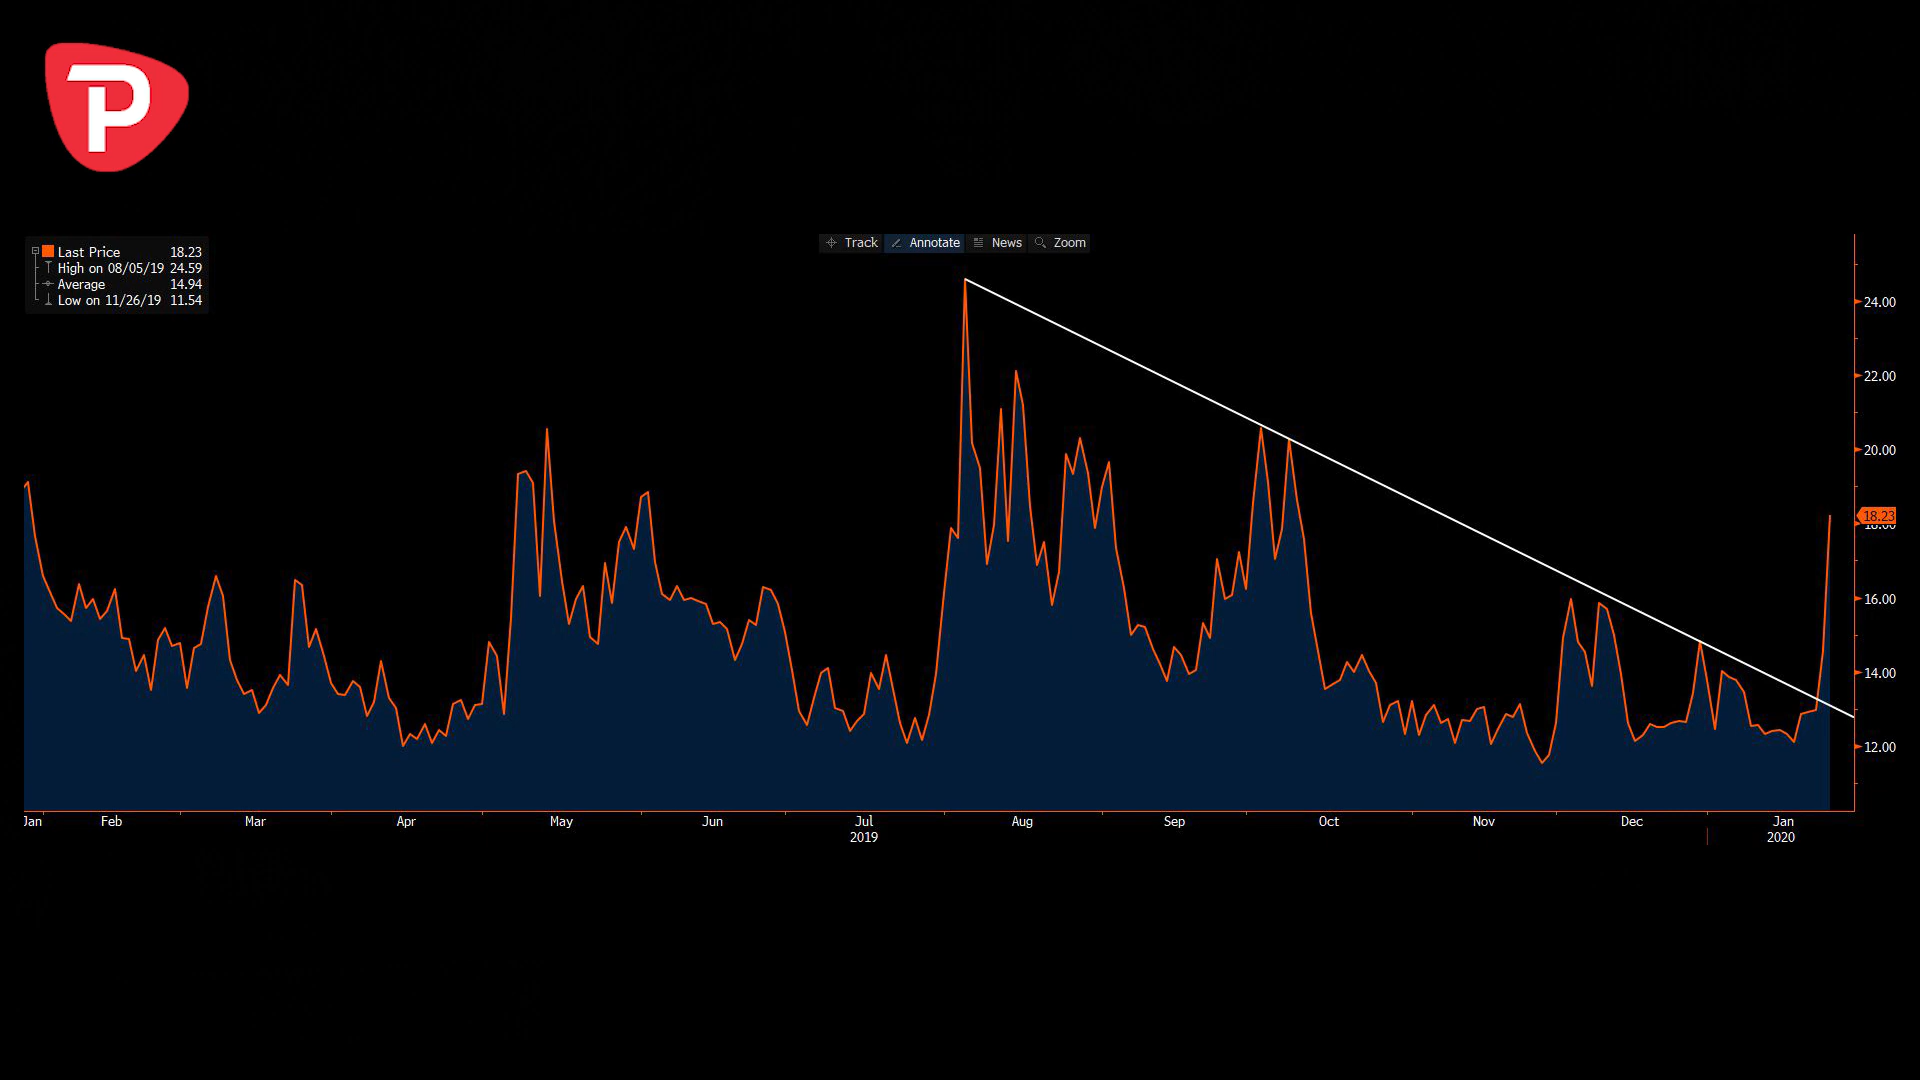 P
Last Price 18.23
High on 08/05/19 24.59
Average 14.94
Low on 11/26/19 11.54
Track Annotate News Zoom
24.00
22.00
20.00
18.23
18.00
16.00
14.00
12.00
Jan Feb Mar Apr May Jun Jul Aug Sep Oct Nov Dec Jan
2019 2020